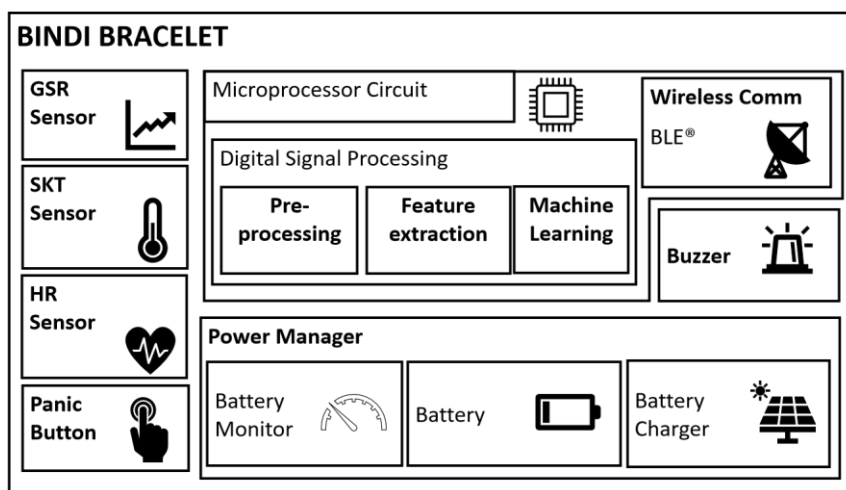 BINDI BRACELET
GSR
Sensor
SKT
Sensor
HR
Sensor
Panic
Button
Microprocessor Circuit
Digital Signal Processing
Pre-
processing
Feature
extraction
Machine
Learning
Wireless Comm
BLE®
Buzzer
Power Manager
Battery
Monitor
Battery
Battery
Charger